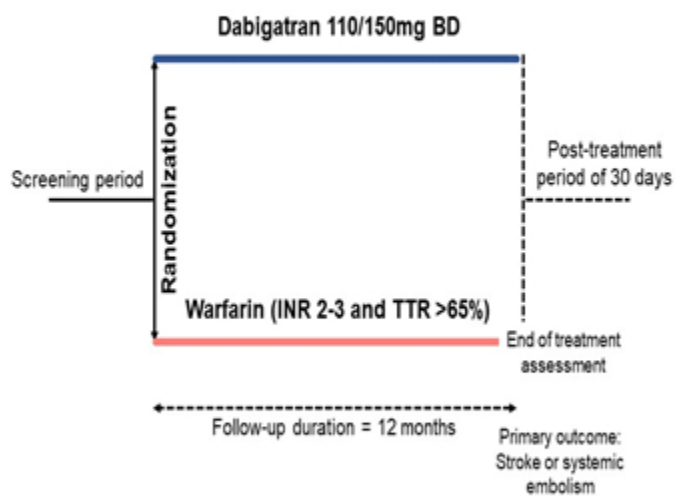 Dabigatran 110/150mg BD
Screening period
Randomization
Post-treatment
period of 30 days
Warfarin (INR 2-3 and TTR >65%)
End of treatment
assessment
Follow-up duration = 12 months
Primary outcome:
Stroke or systemic
embolism